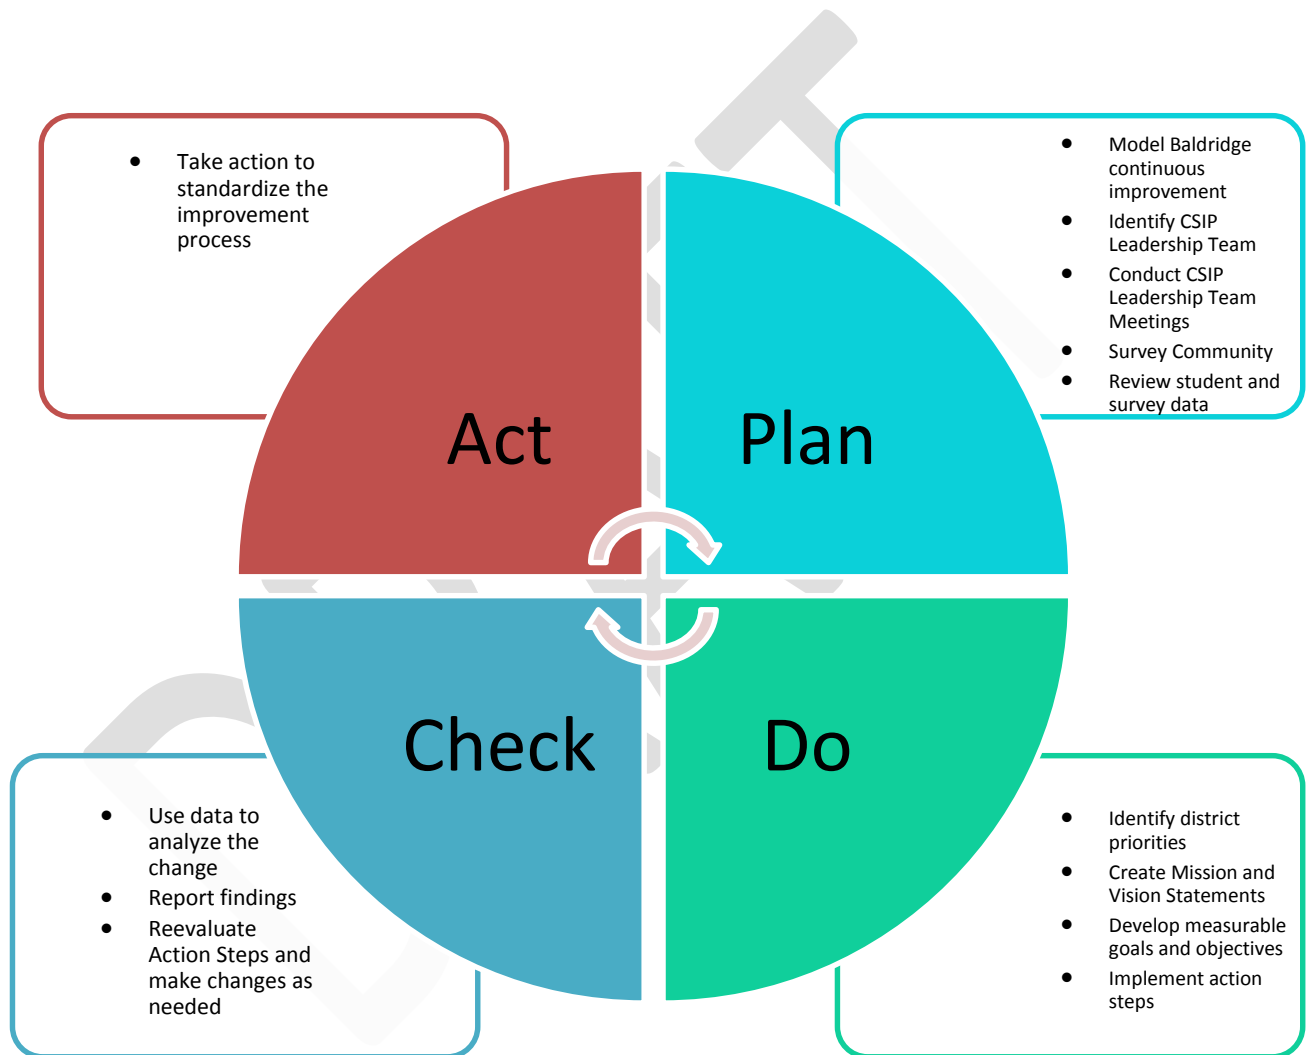 • Take action to
standardize the
improvement
process
• Model Baldridge
continuous
improvement
• Identify CSIP
Leadership Team
• Conduct CSIP
Leadership Team
Meetings
• Survey Community
• Review student and
survey data
Act
Plan
Check
Do
• Use data to
analyze the
change
• Report findings
• Reevaluate
Action Steps and
make changes as
needed
• Identify district
priorities
• Create Mission and
Vision Statements
• Develop measurable
goals and objectives
• Implement action
steps